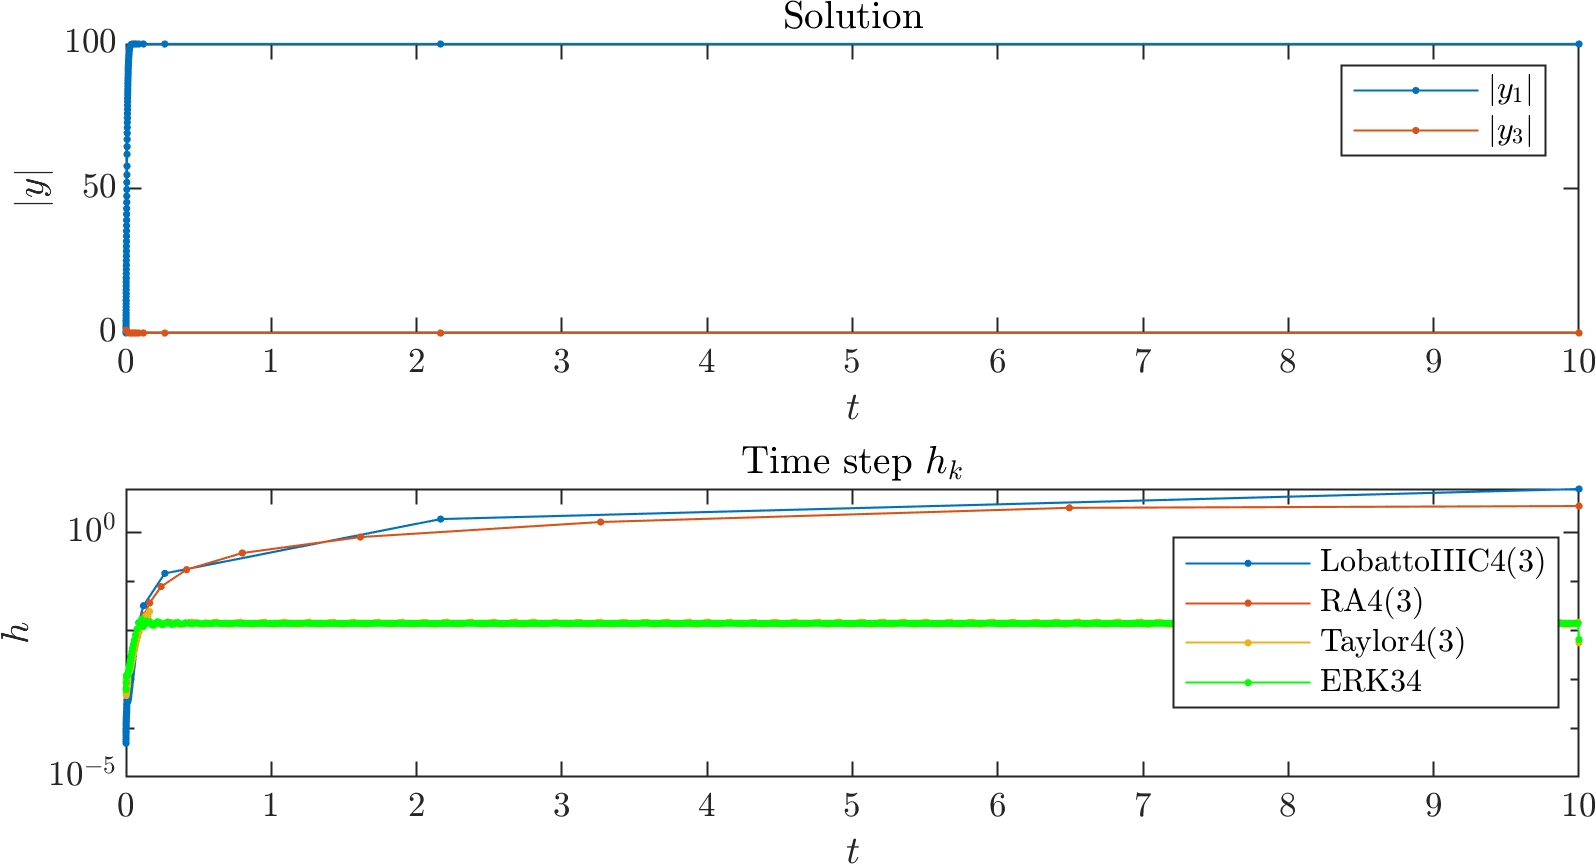 Solution
100
50
0
|y|
|y₁|
|y₃|
0 1 2 3 4 5 6 7 8 9 10
t
Time step hₖ
10⁰
10⁻⁵
h
LobattoIIIC4(3)
RA4(3)
Taylor4(3)
ERK34
0 1 2 3 4 5 6 7 8 9 10
t